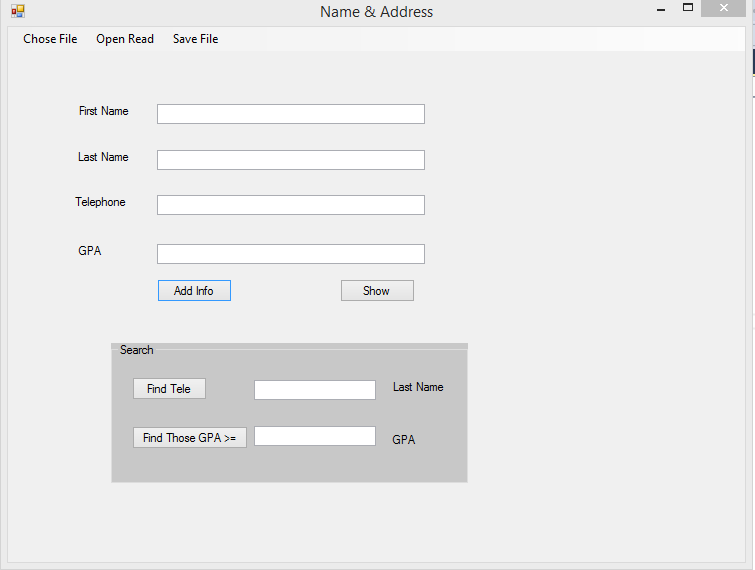 Name & Address
Chose File Open Read Save File
First Name
Last Name
Telephone
GPA
Add Info Show
Search
Find Tele Last Name
Find Those GPA >= GPA